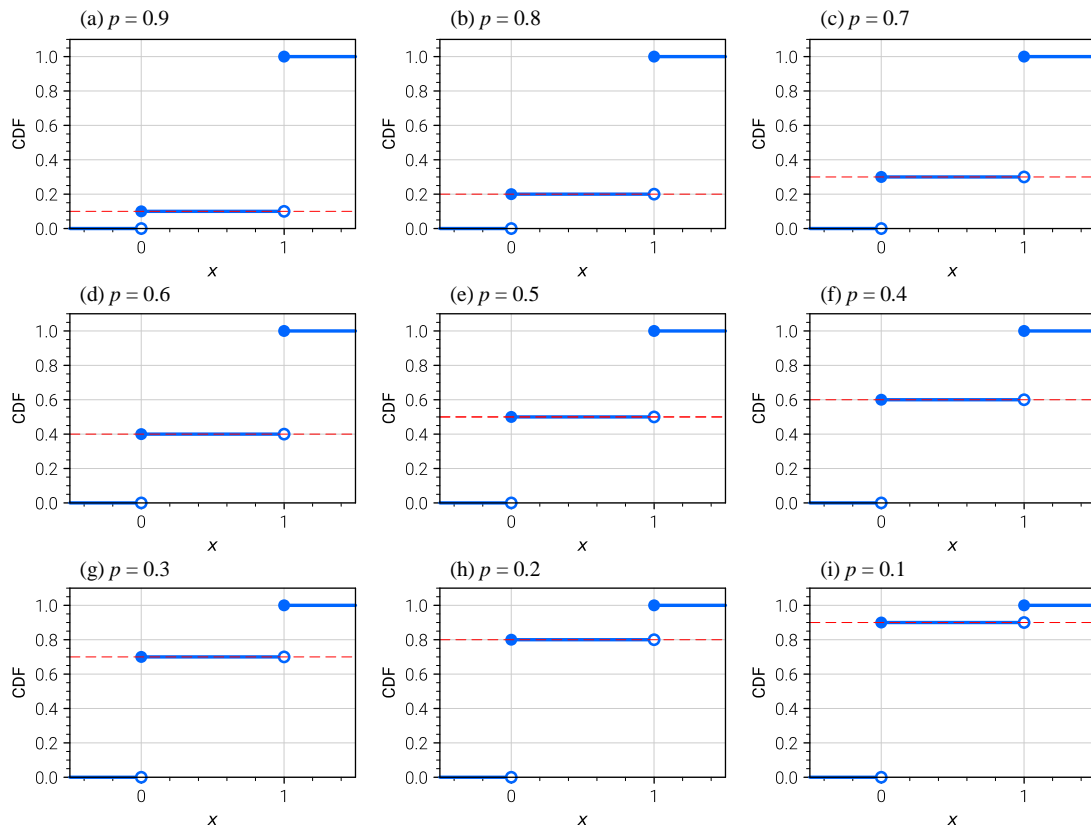 (a) p = 0.9
(b) p = 0.8
(c) p = 0.7
1.0
0.8
0.6
0.4
0.2
0.0
CDF
0
1
x
1.0
0.8
0.6
0.4
0.2
0.0
CDF
0
1
x
1.0
0.8
0.6
0.4
0.2
0.0
CDF
0
1
x
(d) p = 0.6
(e) p = 0.5
(f) p = 0.4
1.0
0.8
0.6
0.4
0.2
0.0
CDF
0
1
x
1.0
0.8
0.6
0.4
0.2
0.0
CDF
0
1
x
1.0
0.8
0.6
0.4
0.2
0.0
CDF
0
1
x
(g) p = 0.3
(h) p = 0.2
(i) p = 0.1
1.0
0.8
0.6
0.4
0.2
0.0
CDF
0
1
x
1.0
0.8
0.6
0.4
0.2
0.0
CDF
0
1
x
1.0
0.8
0.6
0.4
0.2
0.0
CDF
0
1
x